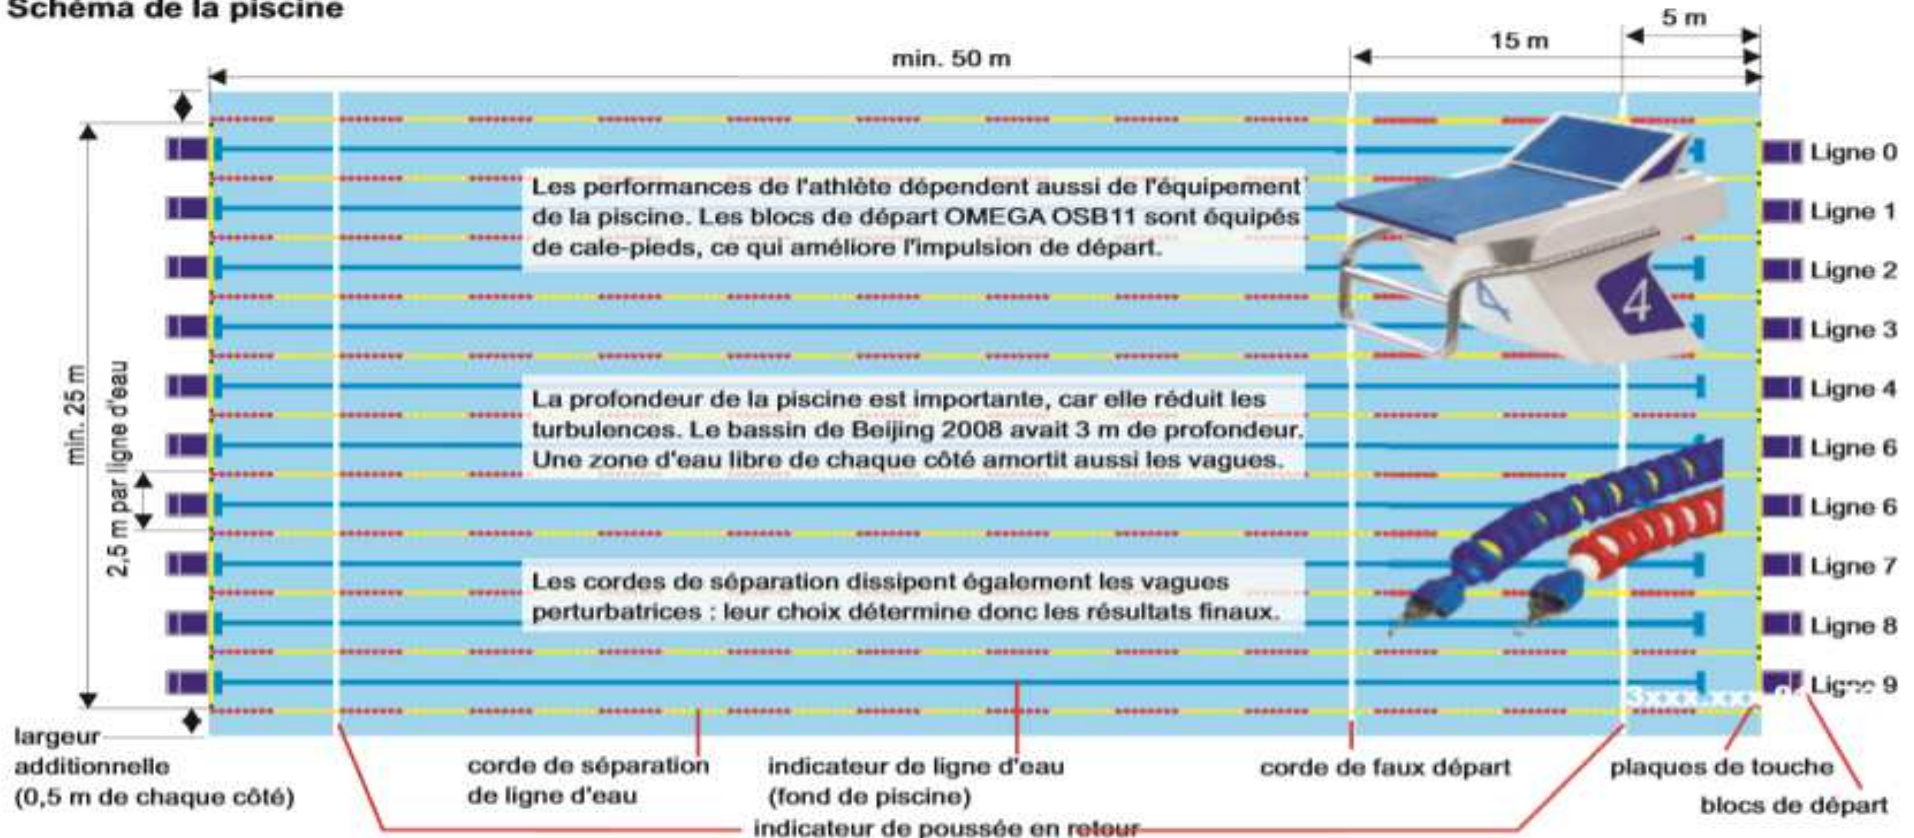 Schéma de la piscine
5 m
15 m
min. 50 m
Ligne 0
Ligne 1
Ligne 2
Ligne 3
Ligne 4
Ligne 6
Ligne 6
Ligne 7
Ligne 8
Ligne 9
Les performances de l'athlète dépendent aussi de l'équipement
de la piscine. Les blocs de départ OMEGA OSB11 sont équipés
de cale-pieds, ce qui améliore l'impulsion de départ.
4
4
min. 25 m
2,5 m par ligne d'eau
La profondeur de la piscine est importante, car elle réduit les
turbulences. Le bassin de Beijing 2008 avait 3 m de profondeur.
Une zone d'eau libre de chaque côté amortit aussi les vagues.
Les cordes de séparation dissipent également les vagues
perturbatrices : leur choix détermine donc les résultats finaux.
largeur
additionnelle
(0,5 m de chaque côté)
corde de séparation
de ligne d'eau
indicateur de ligne d'eau
(fond de piscine)
corde de faux départ
plaques de touche
blocs de départ
indicateur de poussée en retour